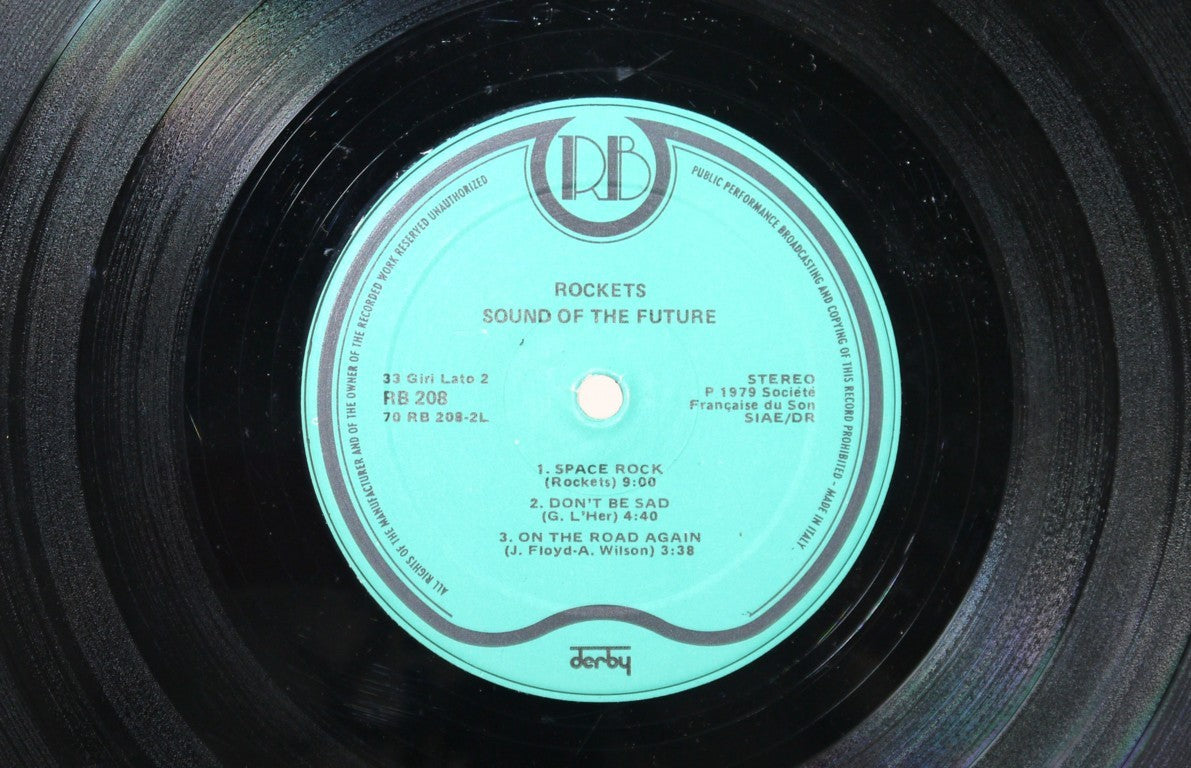 RB
ALL RIGHTS OF THE MANUFACTURER AND OF THE OWNER OF THE RECORDED WORK RESERVED UNAUTHORIZED
PUBLIC PERFORMANCE BROADCASTING AND COPYING OF THIS RECORD PROHIBITED - MADE IN ITALY
ROCKETS
SOUND OF THE FUTURE
33 Giri Lato 2
RB 208
70 RB 208-2L
STEREO
P 1979 Société
Française du Son
SIAE/DR
1. SPACE ROCK
(Rockets) 9:00
2. DON'T BE SAD
(G. L'Her) 4:40
3. ON THE ROAD AGAIN
(J. Floyd-A. Wilson) 3:38
derby